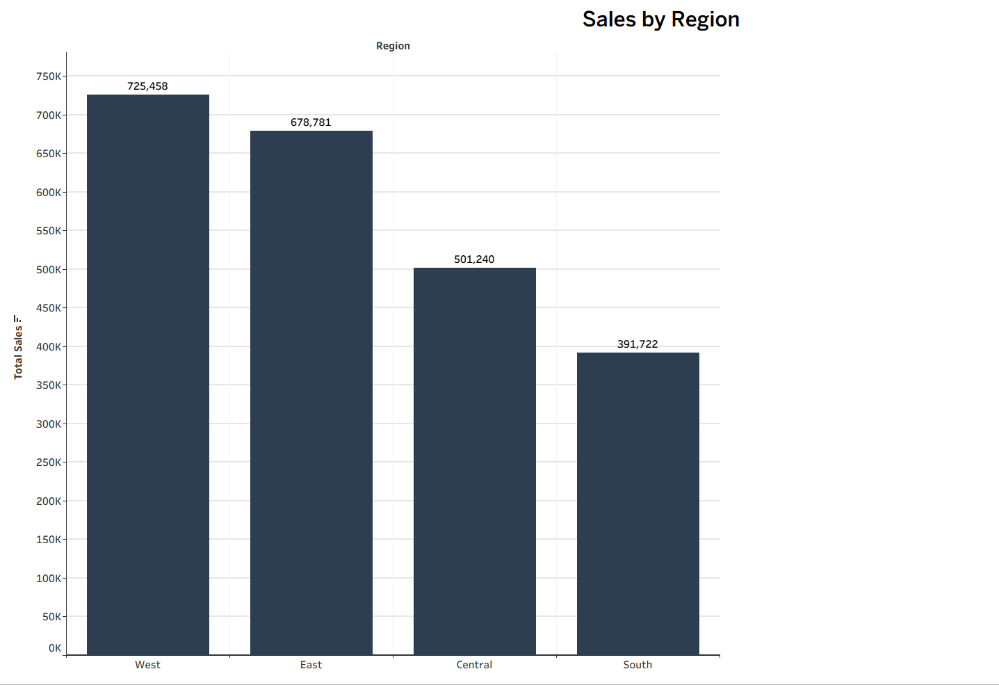 Sales by Region
Region
750K
700K
650K
600K
550K
500K
450K
400K
350K
300K
250K
200K
150K
100K
50K
0K
Total Sales
725,458
678,781
501,240
391,722
West
East
Central
South